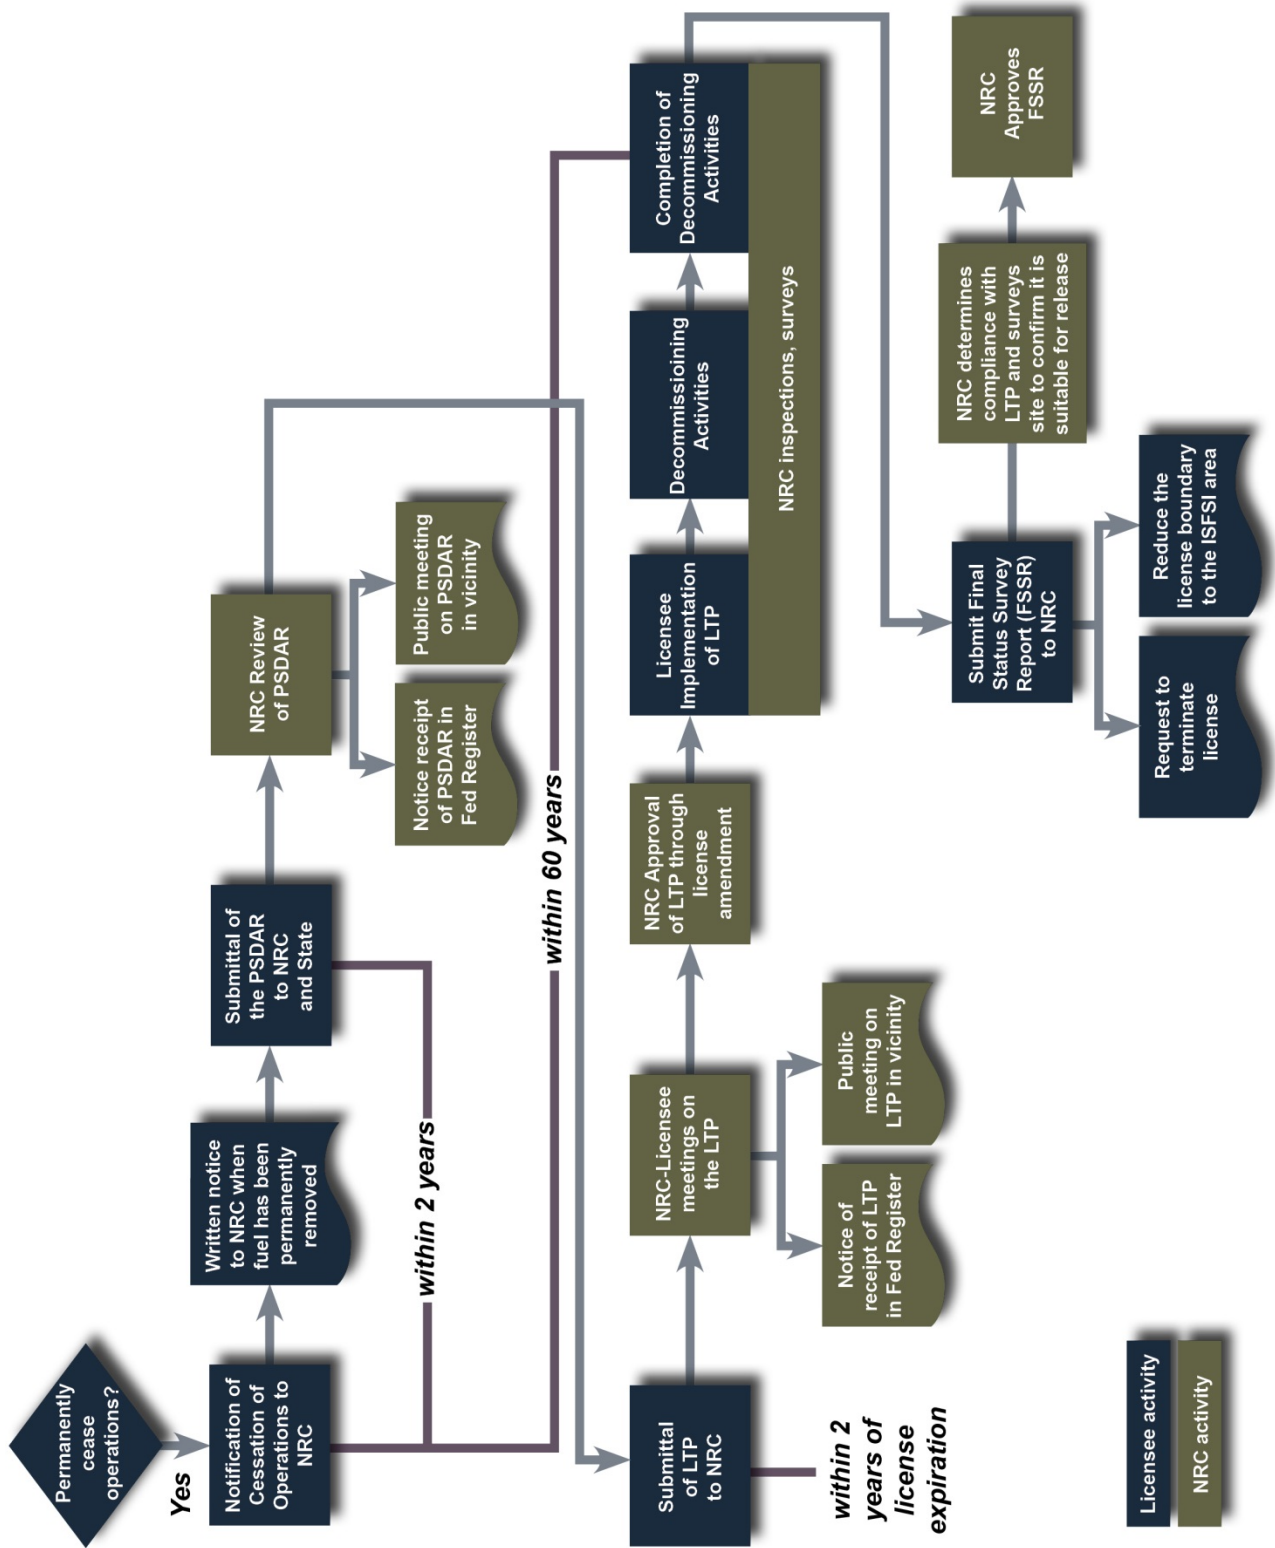 Permanently
cease
operations?
Yes
Notification of
Cessation of
Operations to
NRC
Written notice
to NRC when
fuel has been
permanently
removed
Submittal of
the PSDAR
to NRC
and State
NRC Review
of PSDAR
Notice receipt
of PSDAR in
Fed Register
Public meeting
on PSDAR
in vicinity
within 2 years
within 60 years
Submittal
of LTP
to NRC
within 2
years of
license
expiration
NRC-Licensee
meetings on
the LTP
Notice of
receipt of LTP
in Fed Register
Public
meeting on
LTP in vicinity
NRC Approval
of LTP through
license
amendment
Licensee
Implementation
of LTP
Decommissioining
Activities
Completion of
Decommissioning
Activities
NRC inspections, surveys
Submit Final
Status Survey
Report (FSSR)
to NRC
Request to
terminate
license
Reduce the
license boundary
to the ISFSI area
NRC determines
compliance with
LTP and surveys
site to confirm it is
suitable for release
NRC
Approves
FSSR
Licensee activity
NRC activity